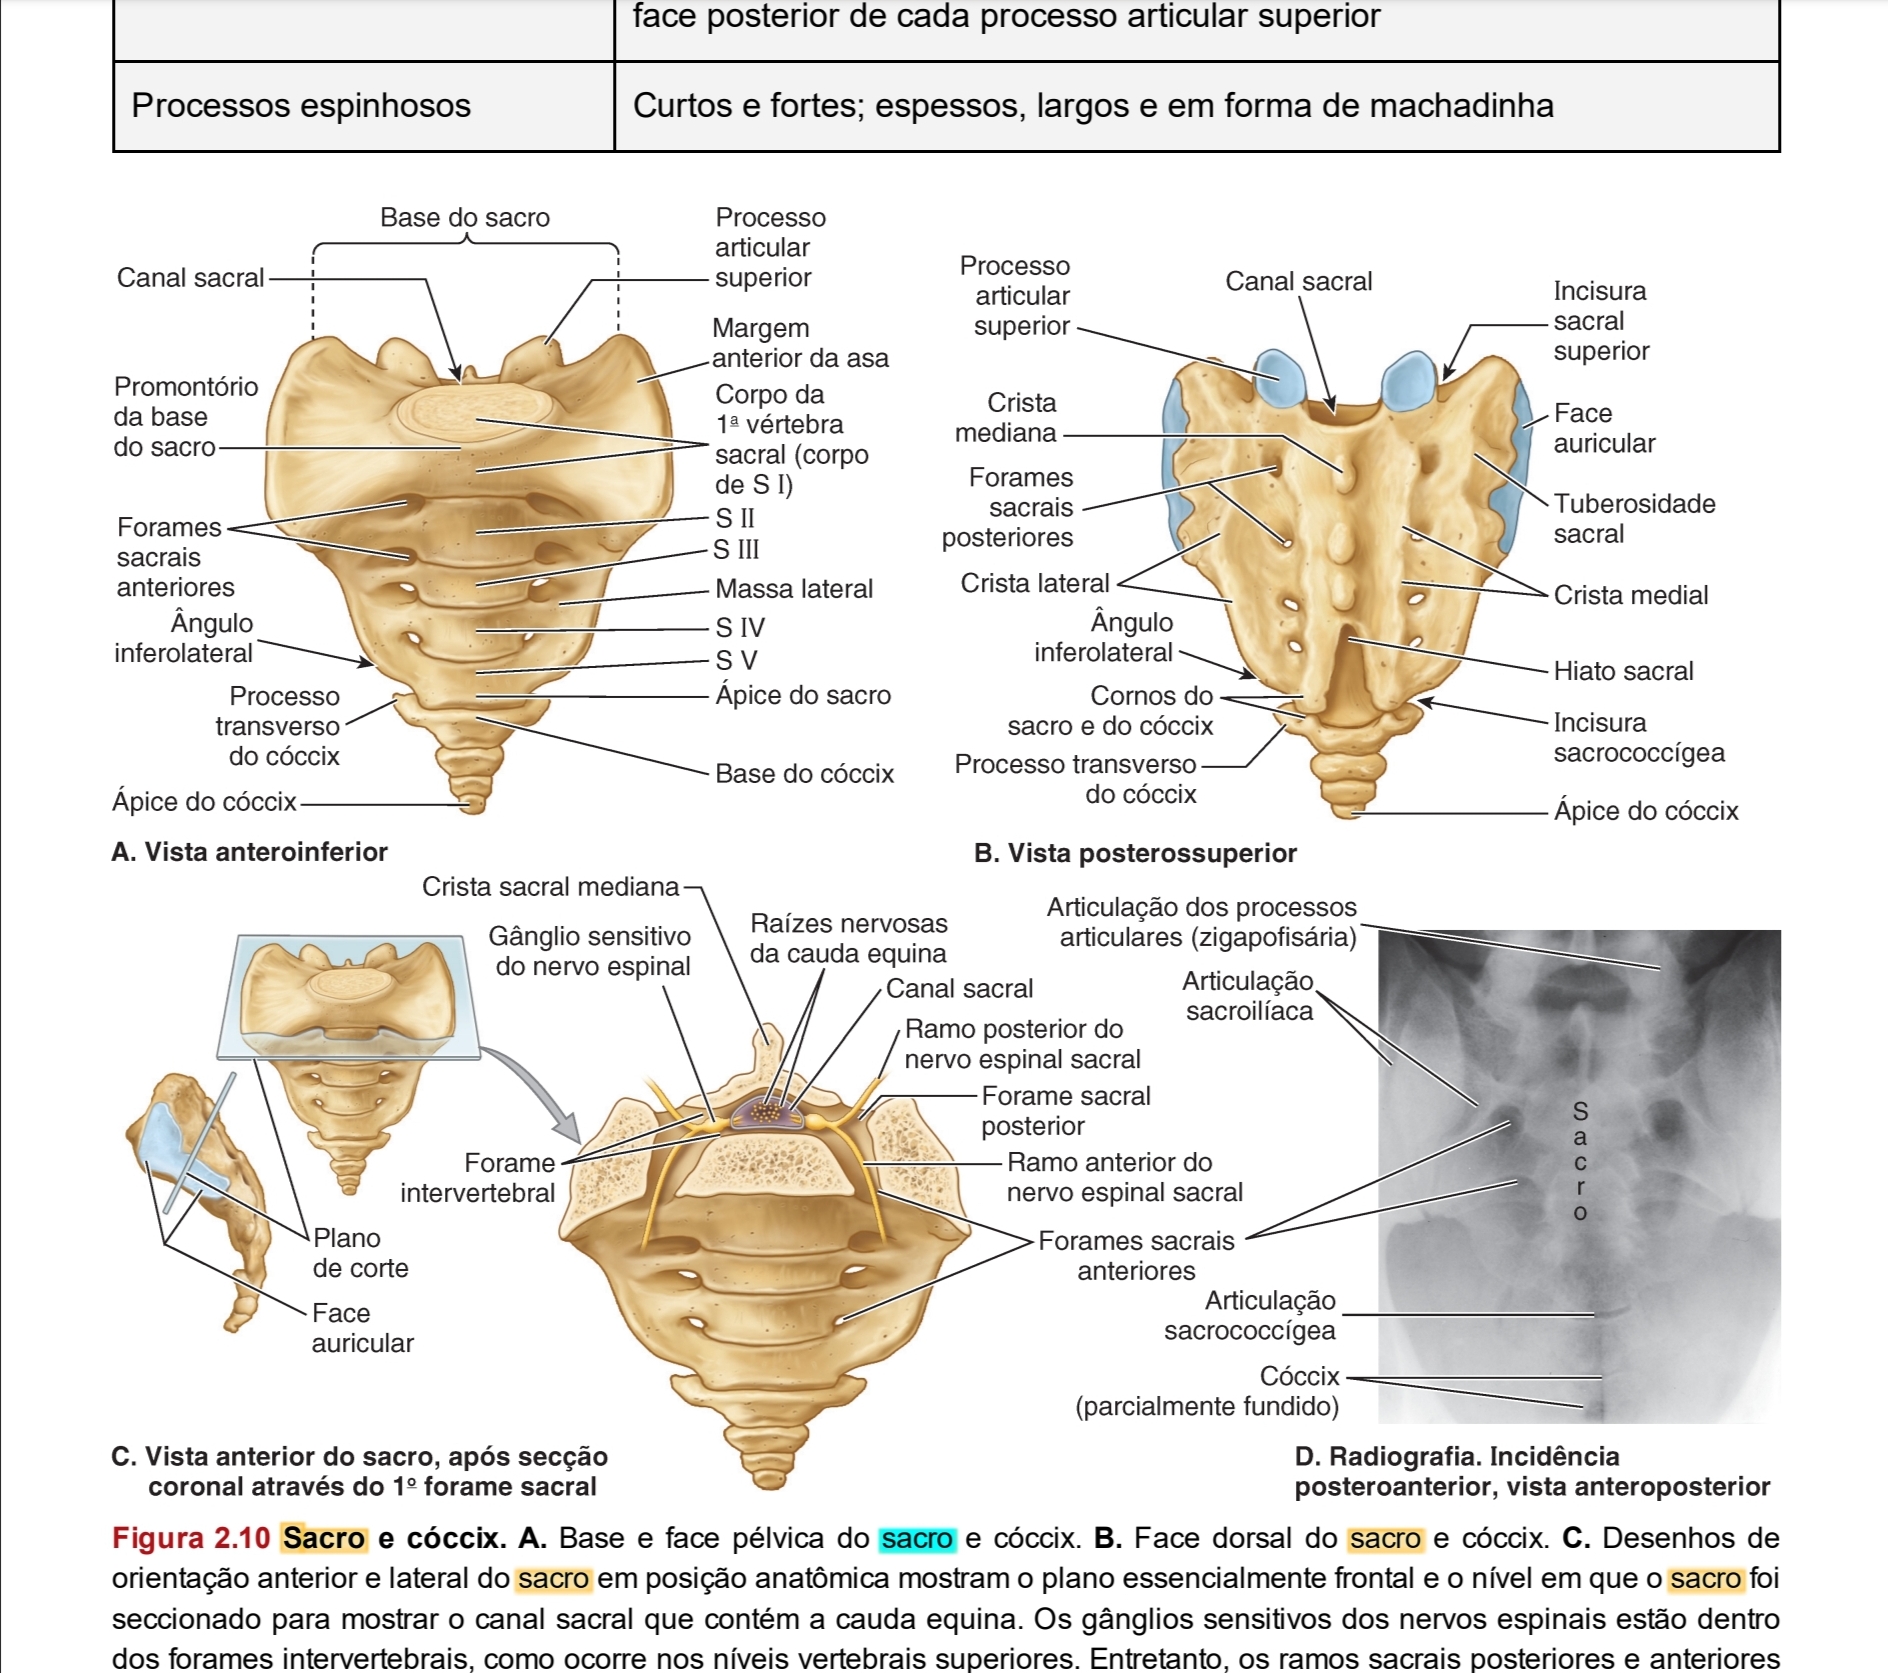 face posterior de cada processo articular superior
Processos espinhosos
Curtos e fortes; espessos, largos e em forma de machadinha
Base do sacro
Canal sacral
Processo
articular
superior
Margem
anterior da asa
Promontório
da base
do sacro
Corpo da
1ª vértebra
sacral (corpo
de S I)
Forames
sacrais
anteriores
S II
S III
Massa lateral
Ângulo
inferolateral
S IV
S V
Processo
transverso
do cóccix
Ápice do sacro
Base do cóccix
Ápice do cóccix
A. Vista anteroinferior
Processo
articular
superior
Canal sacral
Incisura
sacral
superior
Crista
mediana
Face
auricular
Forames
sacrais
posteriores
Tuberosidade
sacral
Crista lateral
Crista medial
Ângulo
inferolateral
Hiato sacral
Cornos do
sacro e do cóccix
Incisura
sacrococcígea
Processo transverso
do cóccix
Ápice do cóccix
B. Vista posterossuperior
Crista sacral mediana
Gânglio sensitivo
do nervo espinal
Raízes nervosas
da cauda equina
Canal sacral
Ramo posterior do
nervo espinal sacral
Forame sacral
posterior
Forame
intervertebral
Ramo anterior do
nervo espinal sacral
Plano
de corte
Face
auricular
Forames sacrais
anteriores
C. Vista anterior do sacro, após secção
coronal através do 1º forame sacral
Articulação dos processos
articulares (zigapofisária)
Articulação
sacroilíaca
S
a
c
r
o
Articulação
sacrococcígea
Cóccix
(parcialmente fundido)
D. Radiografia. Incidência
posteroanterior, vista anteroposterior
Figura 2.10 Sacro e cóccix. A. Base e face pélvica do sacro e cóccix. B. Face dorsal do sacro e cóccix. C. Desenhos de
orientação anterior e lateral do sacro em posição anatômica mostram o plano essencialmente frontal e o nível em que o sacro foi
seccionado para mostrar o canal sacral que contém a cauda equina. Os gânglios sensitivos dos nervos espinais estão dentro
dos forames intervertebrais, como ocorre nos níveis vertebrais superiores. Entretanto, os ramos sacrais posteriores e anteriores